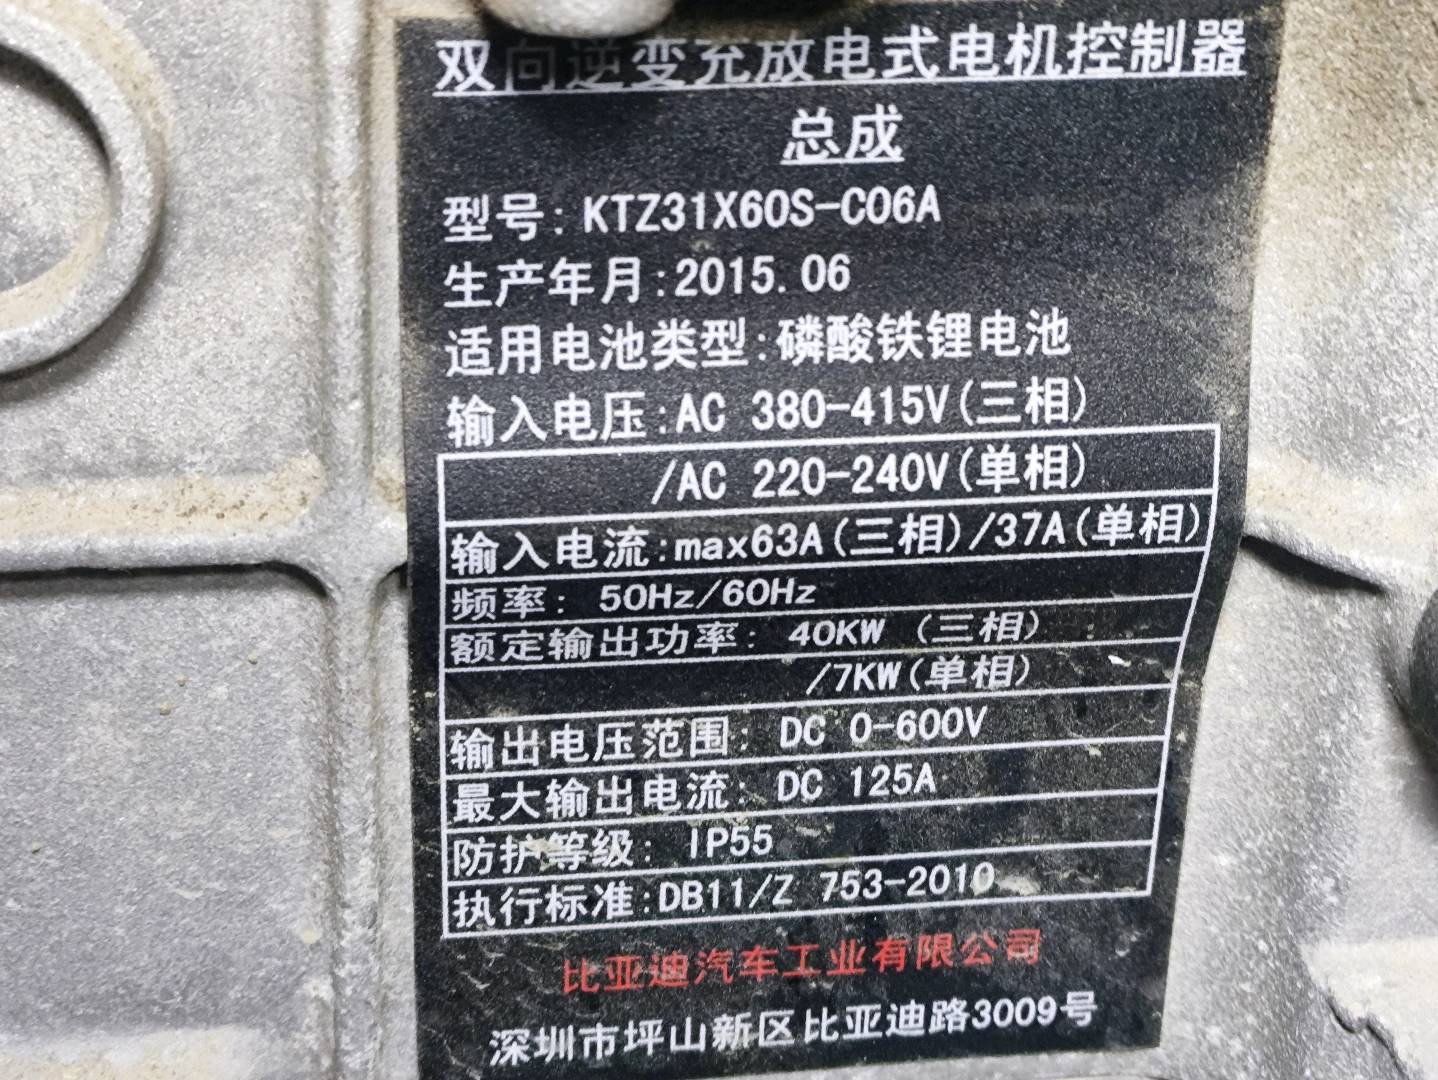 双向逆变充放电式电机控制器
总成
型号: KTZ31X60S-C06A
生产年月:2015.06
适用电池类型:磷酸铁锂电池
输入电压:AC 380-415V(三相)
/AC 220-240V(单相)
输入电流:max63A(三相)/37A(单相)
频率: 50Hz/60Hz
额定输出功率: 40KW (三相)
/7KW(单相)
输出电压范围: DC 0-600V
最大输出电流: DC 125A
防护等级: IP55
执行标准:DB11/Z 753-2010
比亚迪汽车工业有限公司
深圳市坪山新区比亚迪路3009号